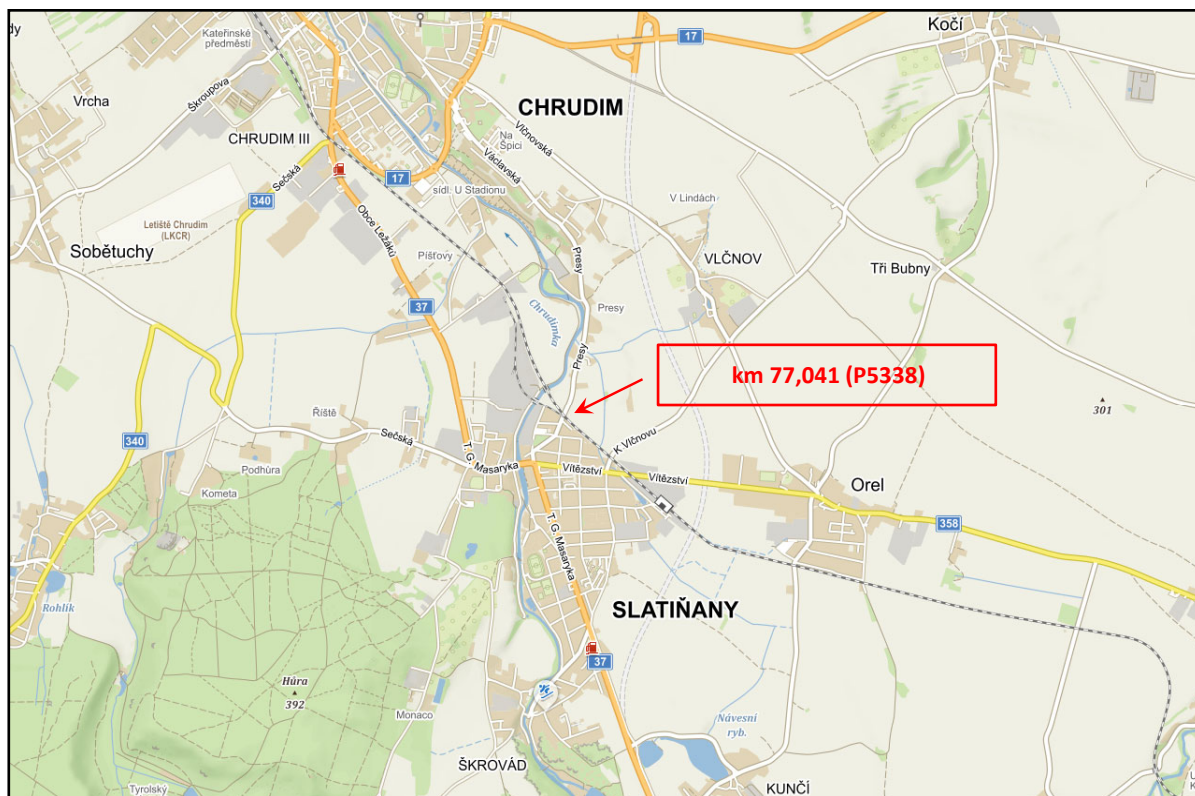 dy
Kateřinské
předměstí
17
Kočí
Vrcha
Škroupova
CHRUDIM
CHRUDIM III
Na
Špici
Vlčnovská
Václavská
Sečská
17
sídl. U Stadionu
340
V Lindách
Letiště Chrudim
(LKCR)
Obce Ležáků
Sobětuchy
Píšťovy
Presy
VLČNOV
Tři Bubny
37
Chrudimka
Presy
Presy
km 77,041 (P5338)
301
Říště
Sečská
K Vlčnovu
340
T. G. Masaryka
Podhůra
Vítězství
Vítězství
Kometa
Orel
358
T. G. Masaryka
Rohlík
SLATIŇANY
37
Húra
392
Monaco
Návesní
ryb.
ŠKROVÁD
Tyrolský
KUNČÍ